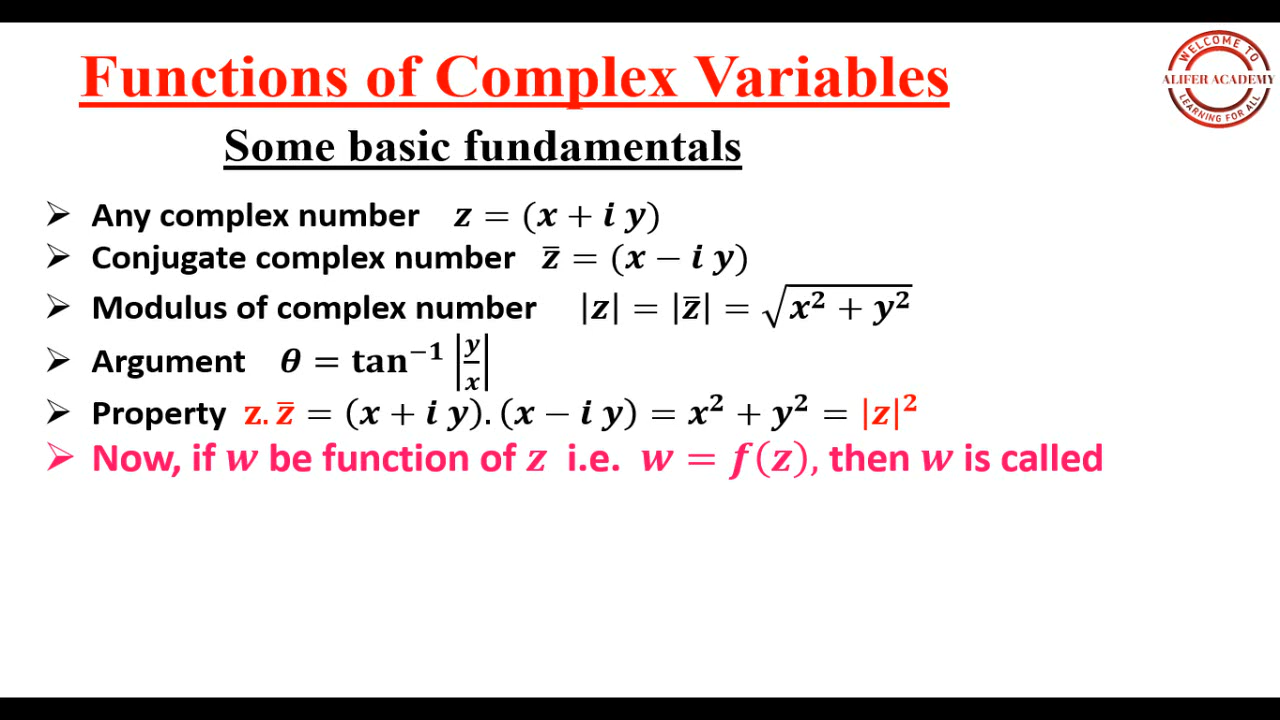 Functions of Complex Variables
WELCOME TO
ALIFER ACADEMY
LEARNING FOR ALL
Some basic fundamentals
➢ Any complex number z = (x + i y)
➢ Conjugate complex number z̄ = (x − i y)
➢ Modulus of complex number |z| = |z̄| = √(x² + y²)
➢ Argument θ = tan⁻¹ |y/x|
➢ Property z. z̄ = (x + i y). (x − i y) = x² + y² = |z|²
➢ Now, if w be function of z i.e. w = f(z), then w is called